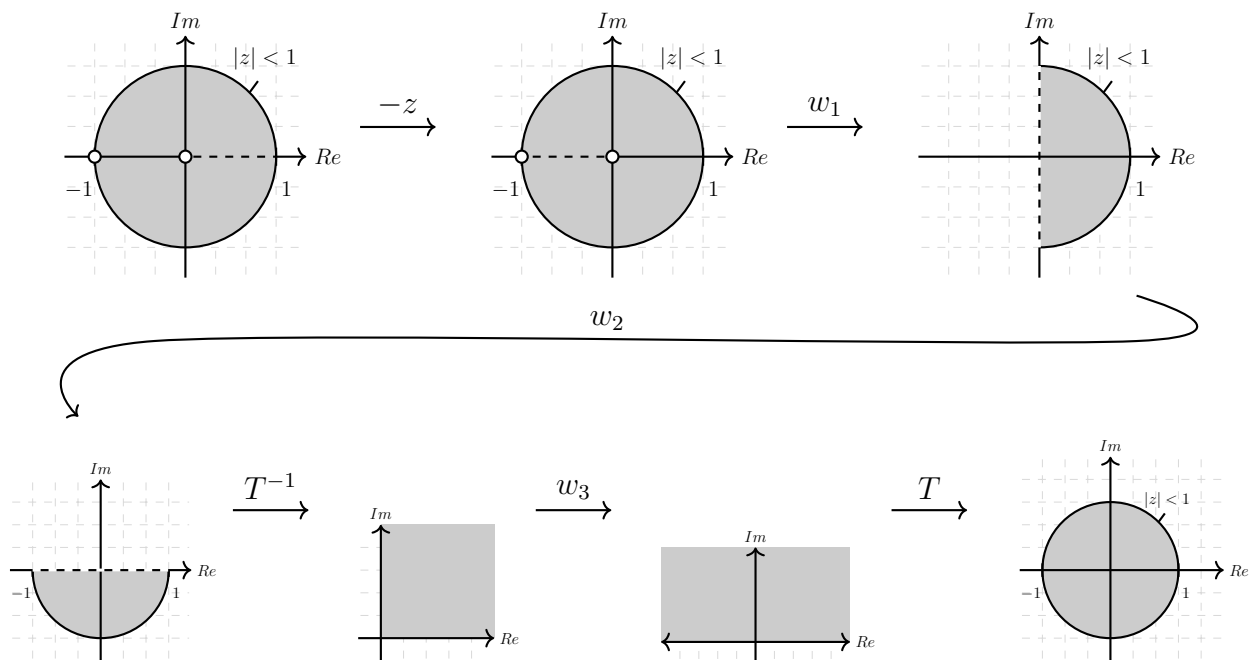 Im Im Im
|z| < 1 |z| < 1 |z| < 1
−z w₁
Re Re Re
−1 1 −1 1 1
w₂
Im T⁻¹ w₃ T Im
Im Im |z| < 1
Re Re
−1 1 −1 1
Re Re